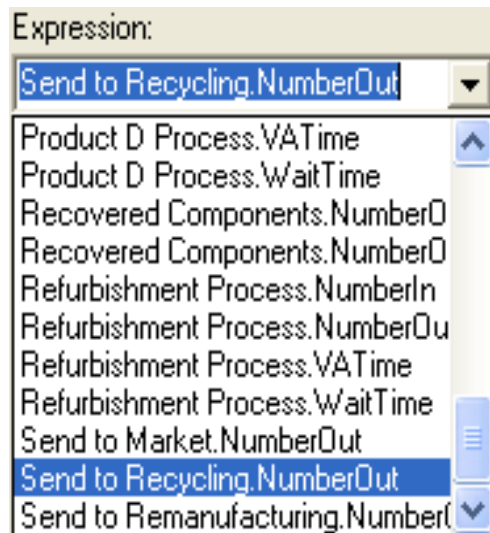 Expression:
Send to Recycling.NumberOut
Product D Process.VATime
Product D Process.WaitTime
Recovered Components.NumberO
Recovered Components.NumberO
Refurbishment Process.NumberIn
Refurbishment Process.NumberOu
Refurbishment Process.VATime
Refurbishment Process.WaitTime
Send to Market.NumberOut
Send to Recycling.NumberOut
Send to Remanufacturing.Number(